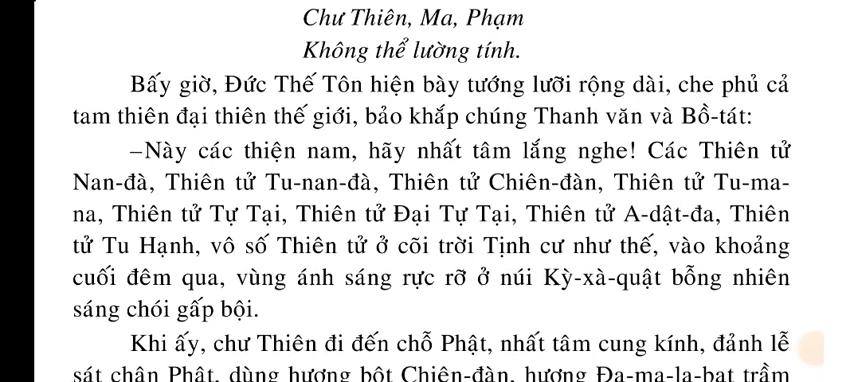 Chư Thiên, Ma, Phạm
Không thể lường tính.
Bấy giờ, Đức Thế Tôn hiện bày tướng lưỡi rộng dài, che phủ cả
tam thiên đại thiên thế giới, bảo khắp chúng Thanh văn và Bồ-tát:
–Này các thiện nam, hãy nhất tâm lắng nghe! Các Thiên tử
Nan-đà, Thiên tử Tu-nan-đà, Thiên tử Chiên-đàn, Thiên tử Tu-ma-
na, Thiên tử Tự Tại, Thiên tử Đại Tự Tại, Thiên tử A-dật-đa, Thiên
tử Tu Hạnh, vô số Thiên tử ở cõi trời Tịnh cư như thế, vào khoảng
cuối đêm qua, vùng ánh sáng rực rỡ ở núi Kỳ-xà-quật bỗng nhiên
sáng chói gấp bội.
Khi ấy, chư Thiên đi đến chỗ Phật, nhất tâm cung kính, đảnh lễ
sát chân Phật, dùng hương bột Chiên-đàn, hương Đa-ma-la-bạt trầm